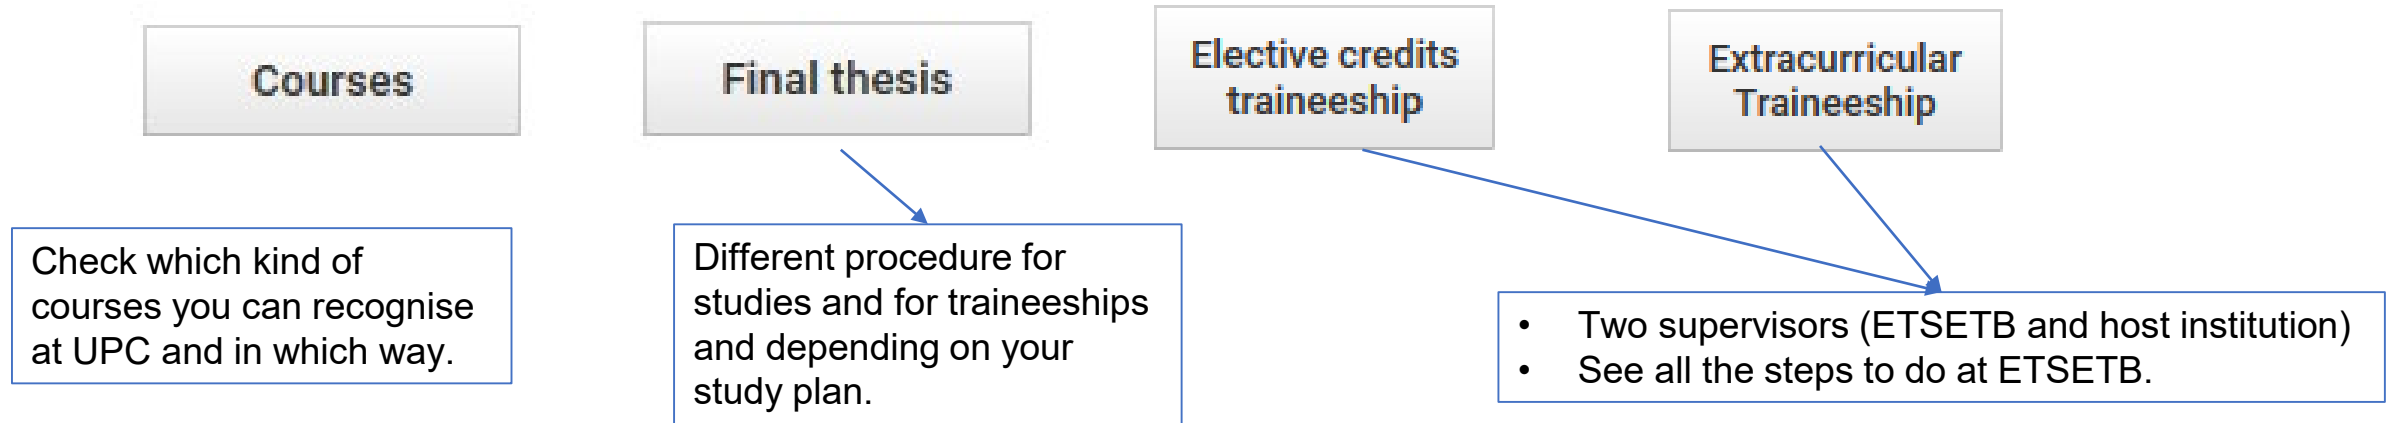 Courses
Final thesis
Elective credits
traineeship
Extracurricular
Traineeship
Check which kind of
courses you can recognise
at UPC and in which way.
Different procedure for
studies and for traineeships
and depending on your
study plan.
• Two supervisors (ETSETB and host institution)
• See all the steps to do at ETSETB.